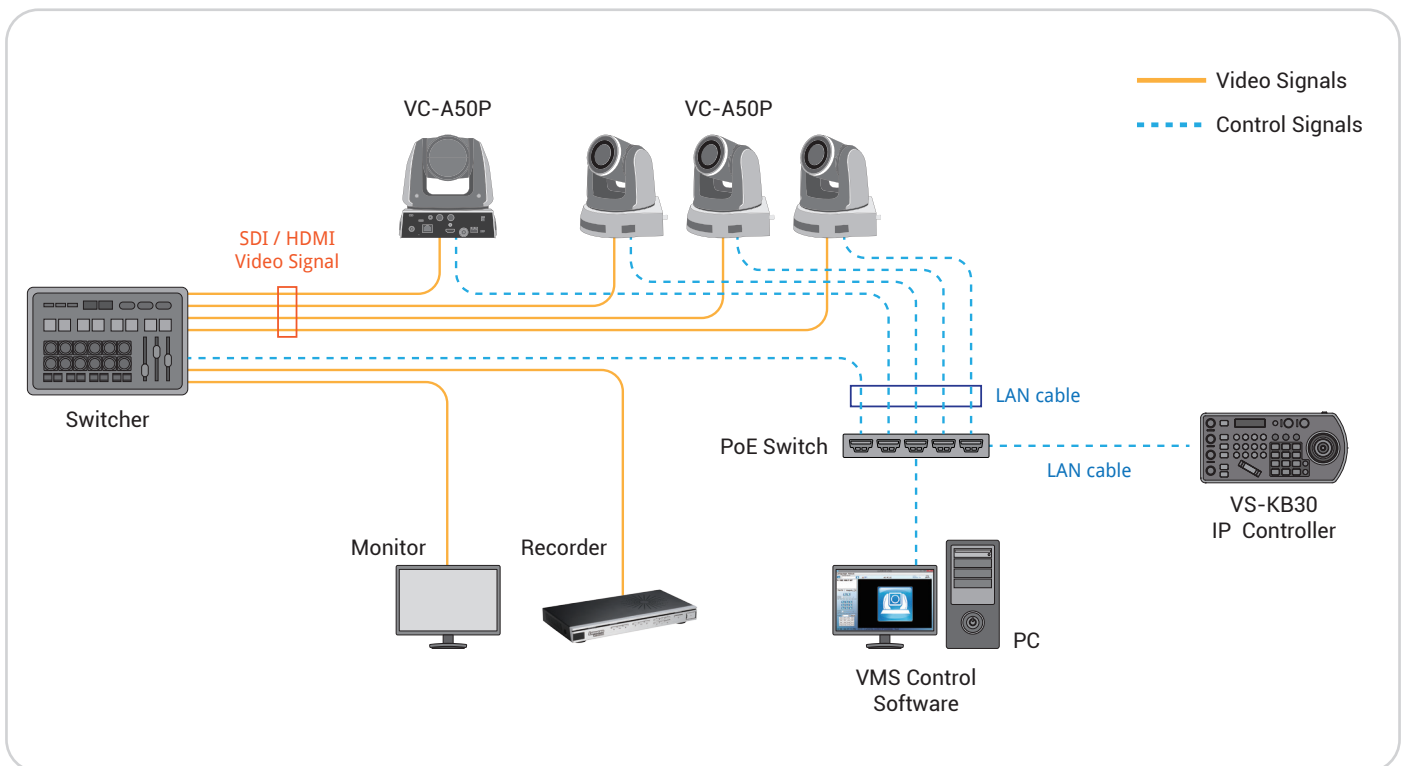 Video Signals
Control Signals
VC-A50P
VC-A50P
SDI / HDMI
Video Signal
Switcher
LAN cable
PoE Switch
LAN cable
VS-KB30
IP Controller
Monitor
Recorder
PC
VMS Control
Software